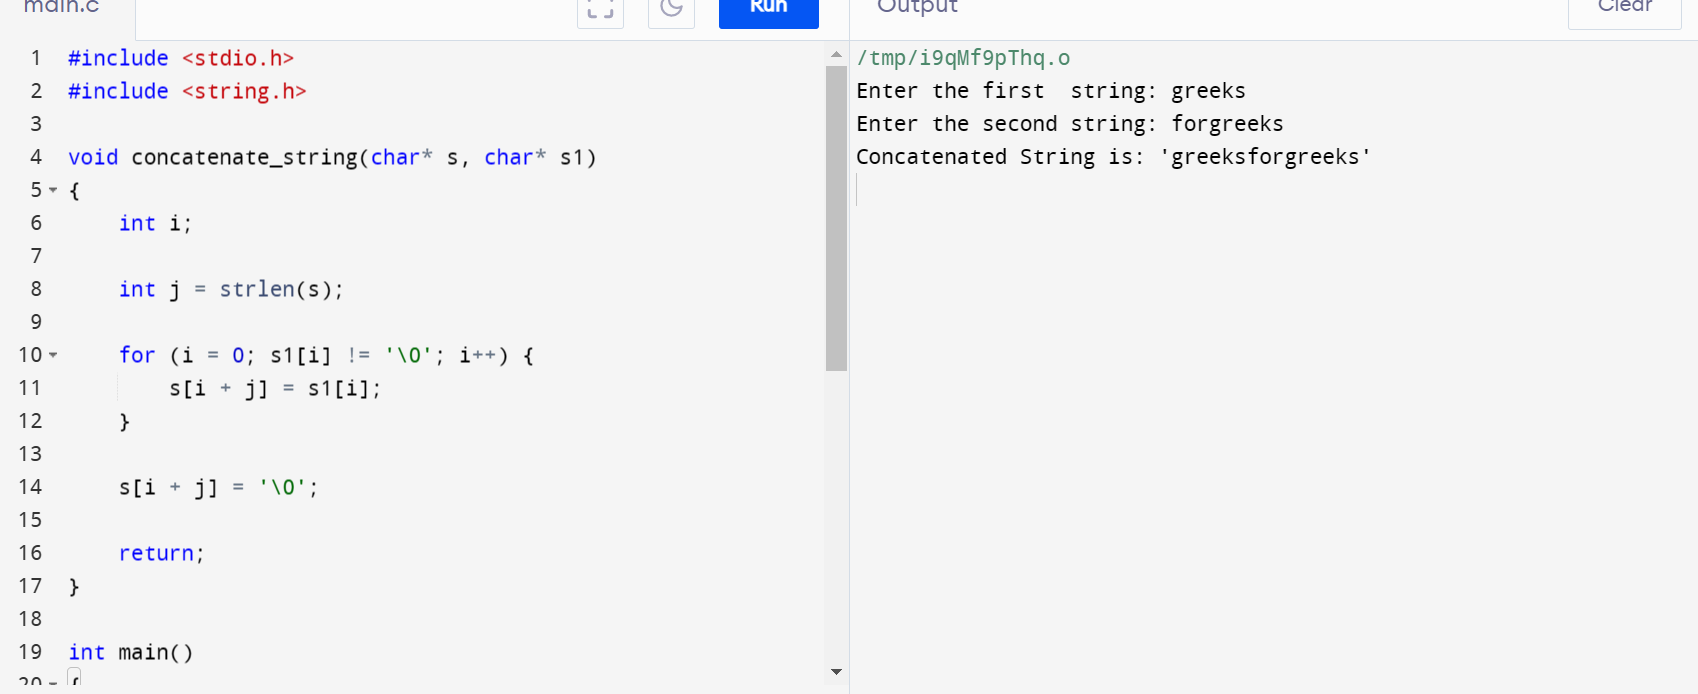 main.c
Run
Output
Clear
1 #include <stdio.h>
2 #include <string.h>
3
4 void concatenate_string(char* s, char* s1)
5 {
6     int i;
7
8     int j = strlen(s);
9
10     for (i = 0; s1[i] != '\0'; i++) {
11         s[i + j] = s1[i];
12     }
13
14     s[i + j] = '\0';
15
16     return;
17 }
18
19 int main()
20 {
/tmp/i9qMf9pThq.o
Enter the first  string: greeks
Enter the second string: forgreeks
Concatenated String is: 'greeksforgreeks'